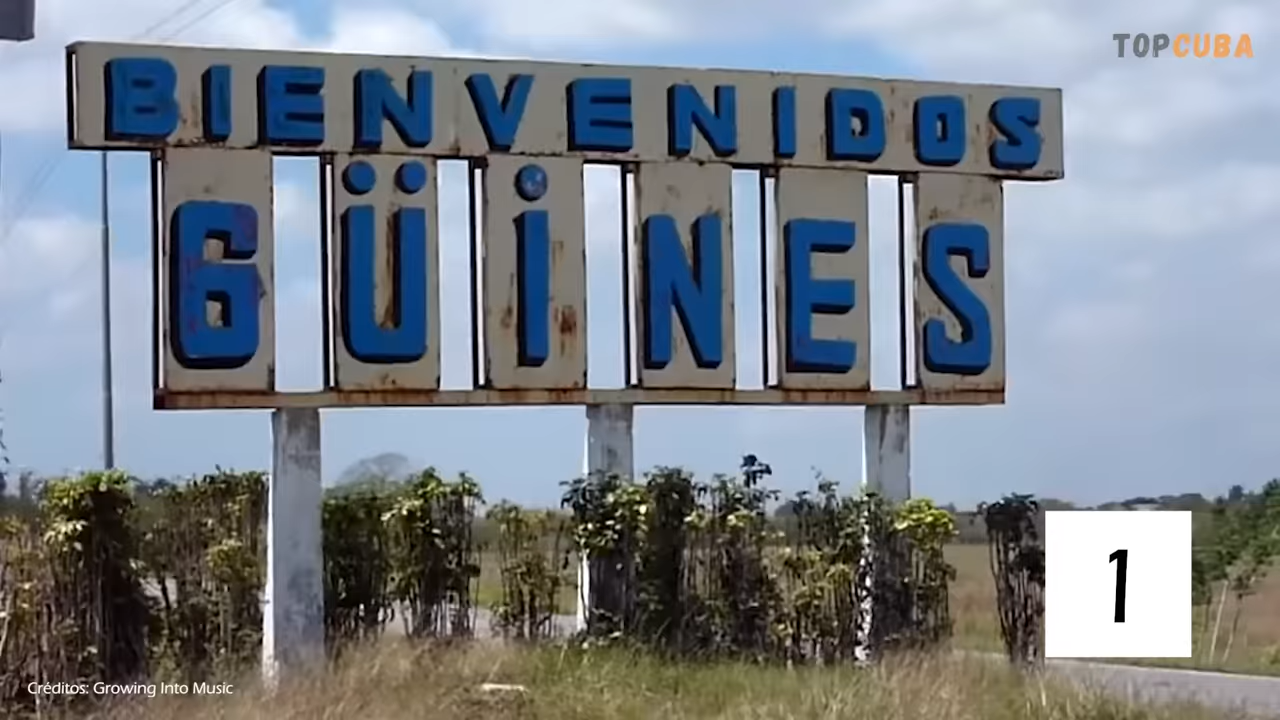 TOPCUBA
BIENVENIDOS
GÜINES
1
Créditos: Growing Into Music